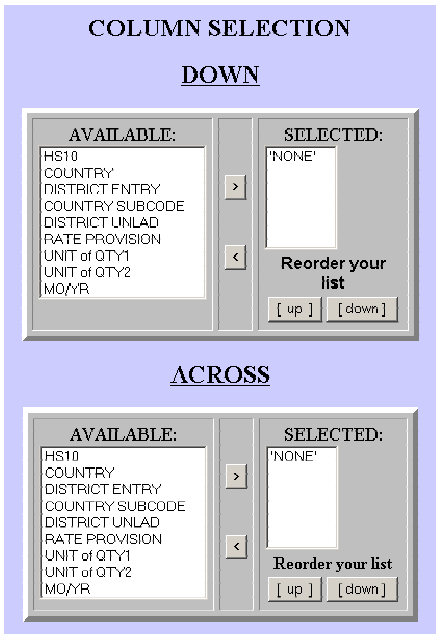 COLUMN SELECTION
DOWN
AVAILABLE:
HS10
COUNTRY
DISTRICT ENTRY
COUNTRY SUBCODE
DISTRICT UNLAD
RATE PROVISION
UNIT of QTY1
UNIT of QTY2
MO/YR
>
<
SELECTED:
'NONE'
Reorder your
list
[ up ] [ down ]
ACROSS
AVAILABLE:
HS10
COUNTRY
DISTRICT ENTRY
COUNTRY SUBCODE
DISTRICT UNLAD
RATE PROVISION
UNIT of QTY1
UNIT of QTY2
MO/YR
>
<
SELECTED:
'NONE'
Reorder your list
[ up ] [ down ]